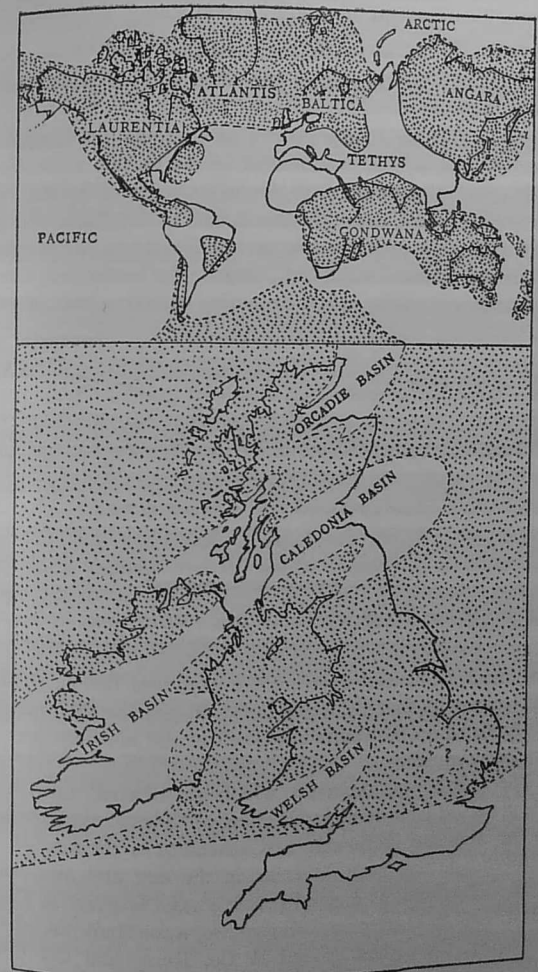 ARCTIC
ATLANTIS
BALTICA
ANGARA
LAURENTIA
TETHYS
PACIFIC
GONDWANA
ORCADIE BASIN
CALEDONIA BASIN
IRISH BASIN
?
WELSH BASIN